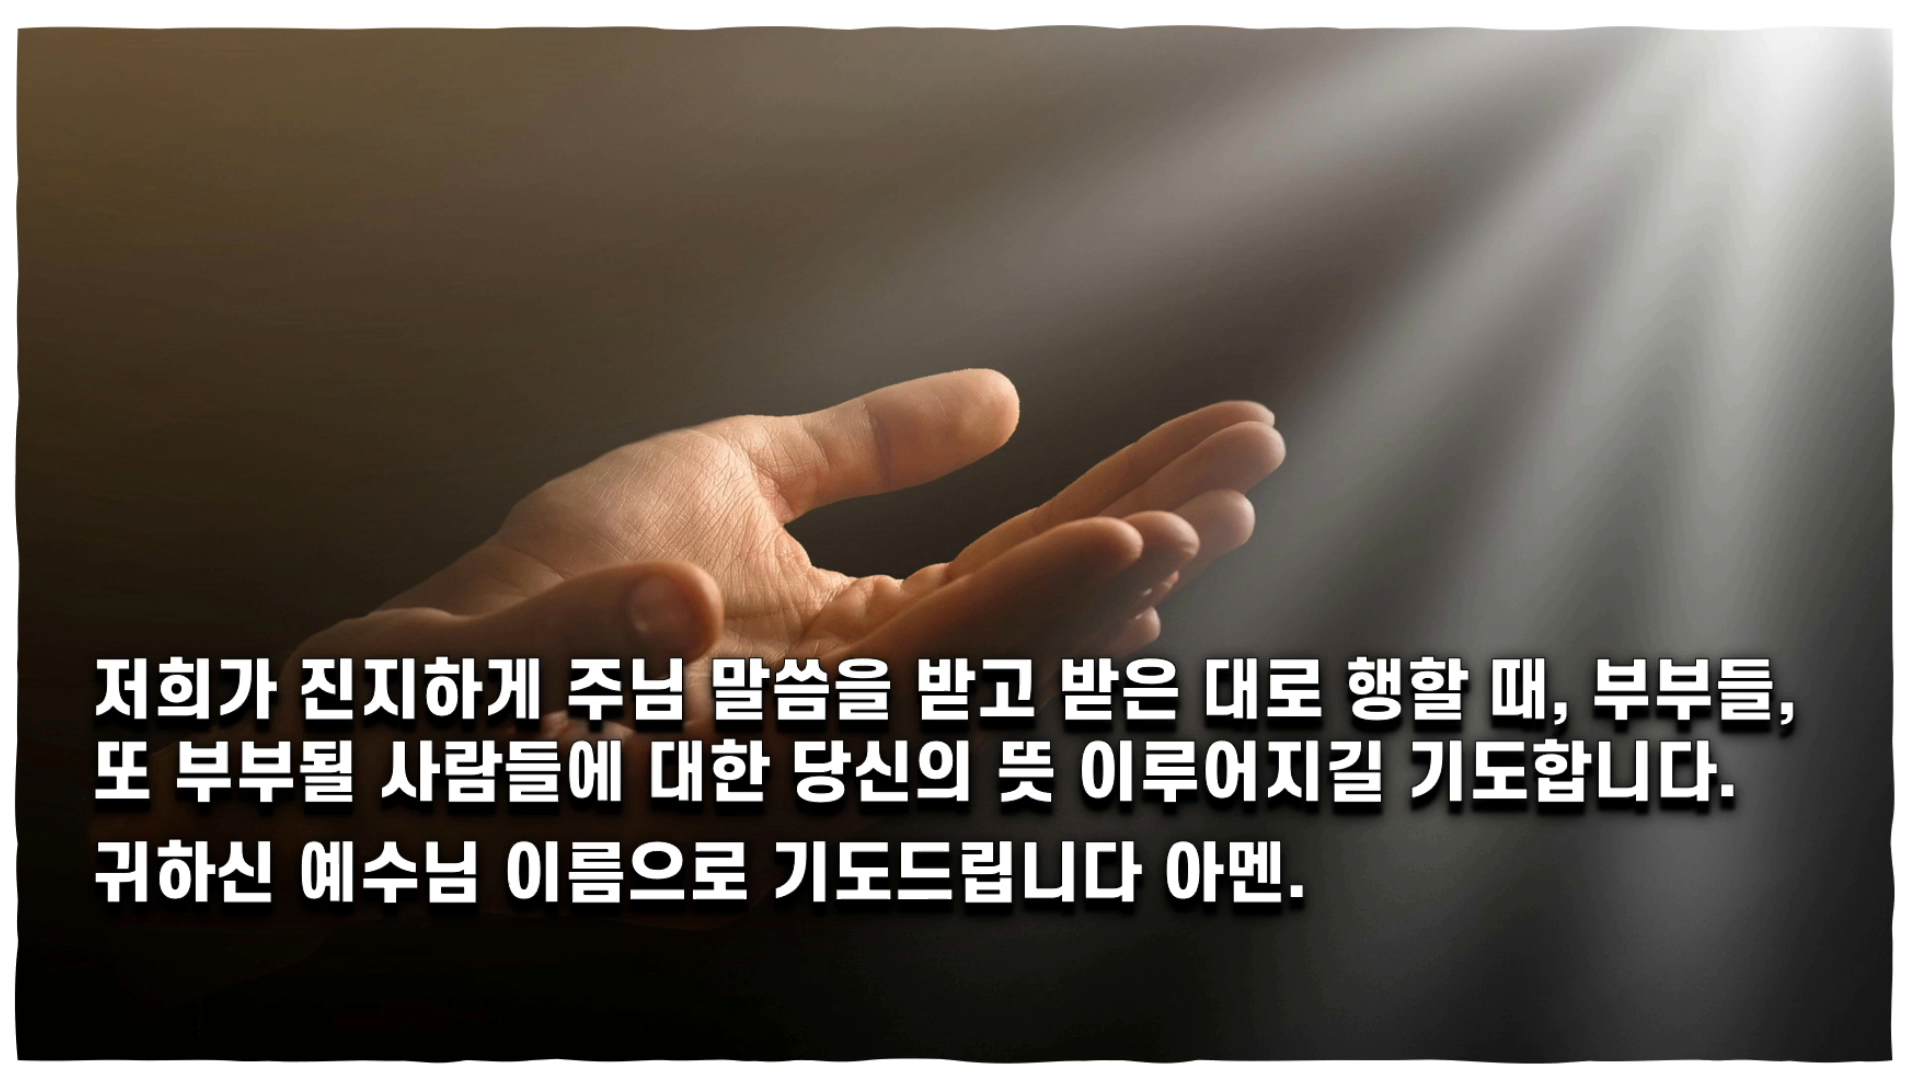 저희가 진지하게 주님 말씀을 받고 받은 대로 행할 때, 부부들,
또 부부될 사람들에 대한 당신의 뜻 이루어지길 기도합니다.
귀하신 예수님 이름으로 기도드립니다 아멘.